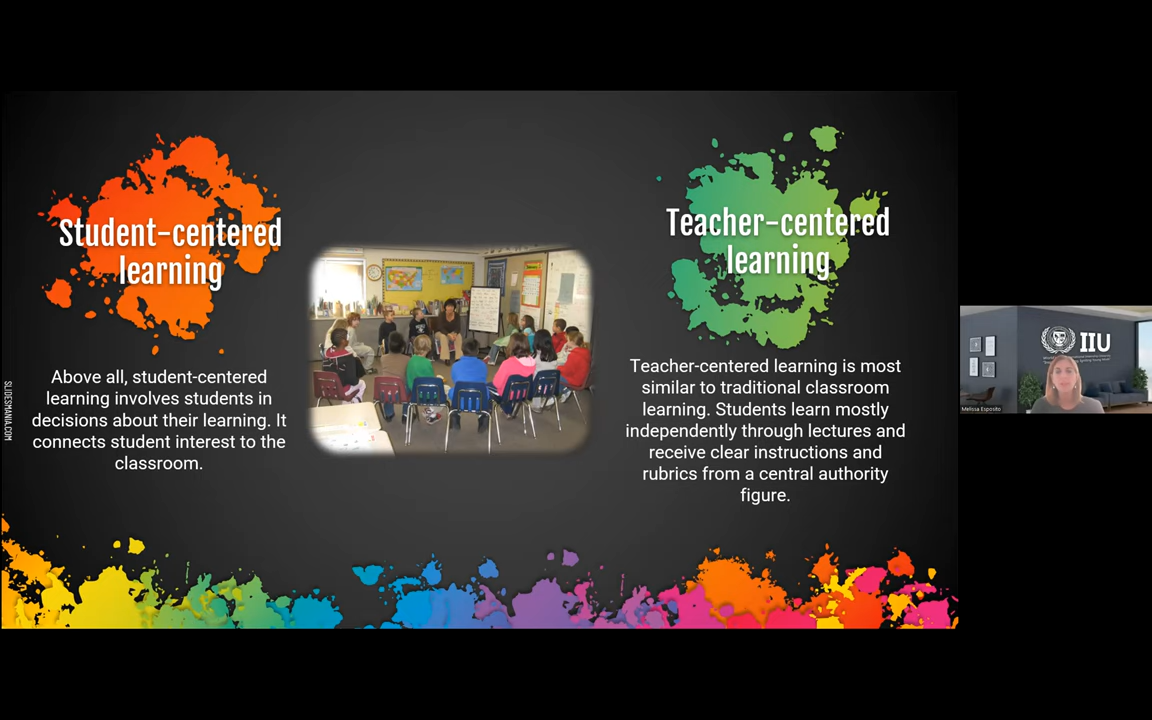 Student-centered
learning
Above all, student-centered
learning involves students in
decisions about their learning. It
connects student interest to the
classroom.
Teacher-centered
learning
Teacher-centered learning is most
similar to traditional classroom
learning. Students learn mostly
independently through lectures and
receive clear instructions and
rubrics from a central authority
figure.
SLIDESMANIA.COM
IIU
Melissa Esposito